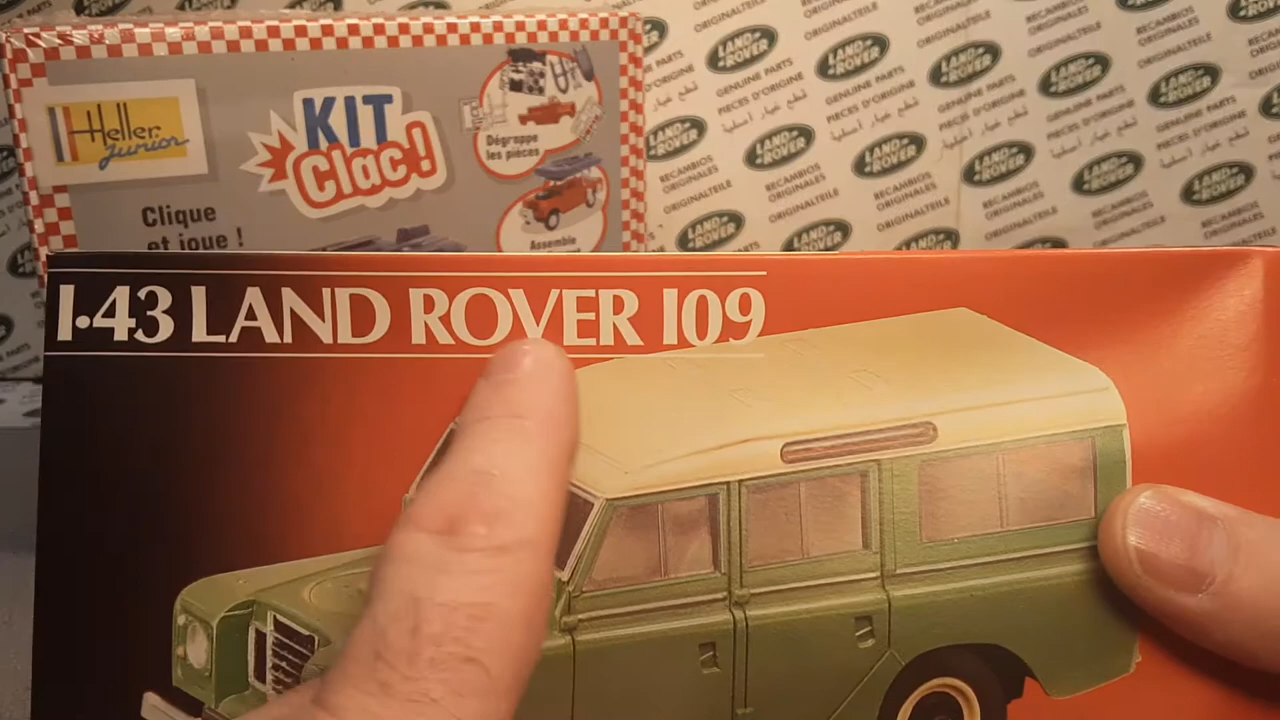 Heller
Junior
KIT
Clac!
Dégrappe
les pièces
Clique
et joue !
Assemble
1:43 LAND ROVER 109
LAND ROVER
GENUINE PARTS
PIECES D'ORIGINE
قطع غيار أصلية
RECAMBIOS
ORIGINALES
ORIGINALTEILE